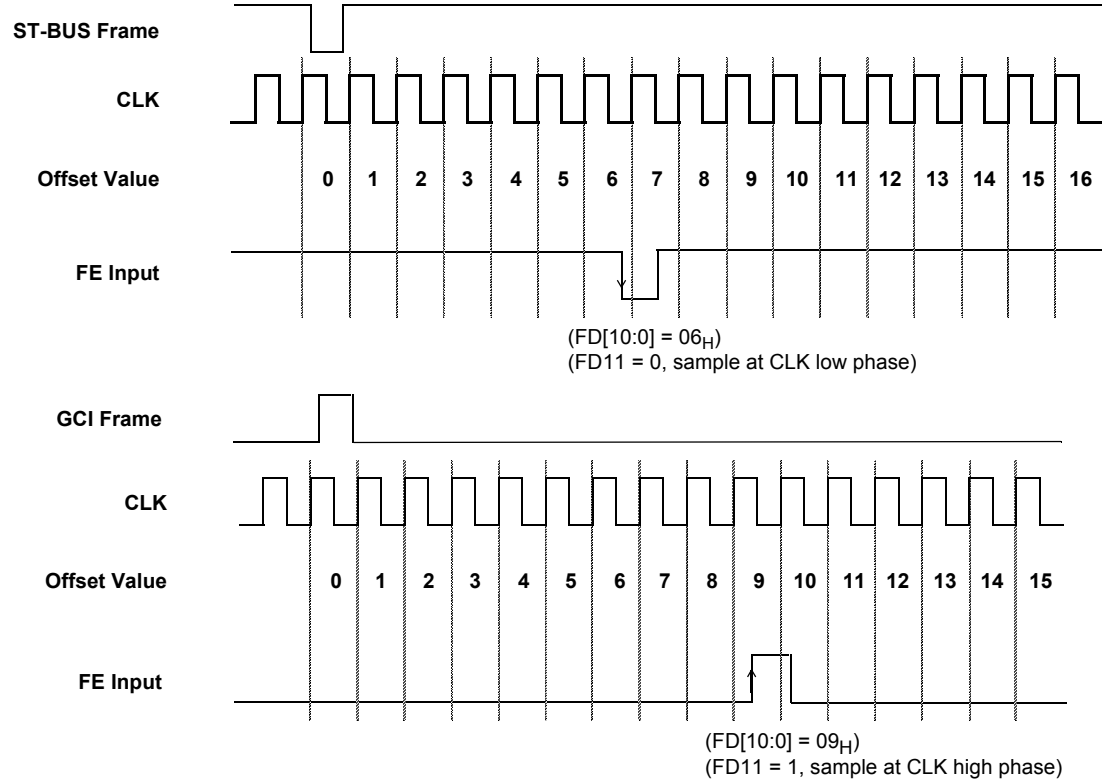 ST-BUS Frame
CLK
Offset Value 0 1 2 3 4 5 6 7 8 9 10 11 12 13 14 15 16
FE Input
(FD[10:0] = 06H)
(FD11 = 0, sample at CLK low phase)
GCI Frame
CLK
Offset Value 0 1 2 3 4 5 6 7 8 9 10 11 12 13 14 15
FE Input
(FD[10:0] = 09H)
(FD11 = 1, sample at CLK high phase)